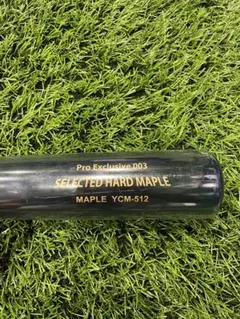 Pro Exclusive 003
SELECTED HARD MAPLE
MAPLE YCM-512